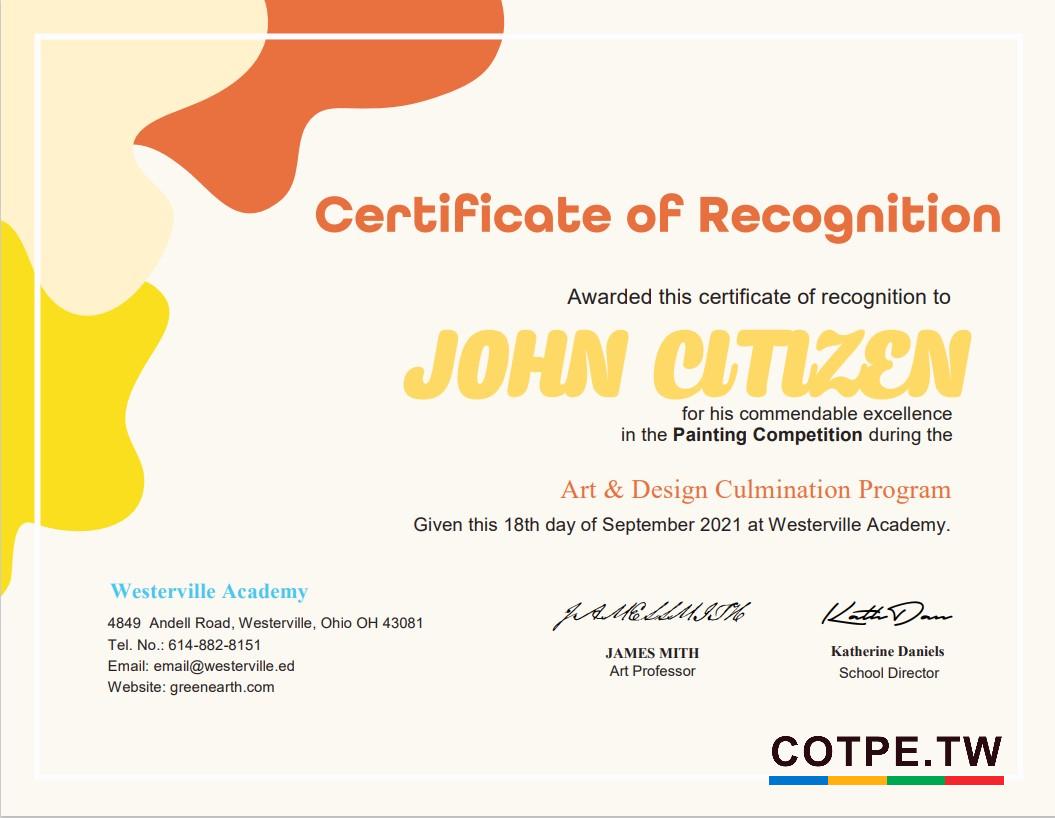 Certificate of Recognition
Awarded this certificate of recognition to
JOHN CITIZEN
for his commendable excellence
in the Painting Competition during the
Art & Design Culmination Program
Given this 18th day of September 2021 at Westerville Academy.
Westerville Academy
4849  Andell Road, Westerville, Ohio OH 43081
Tel. No.: 614-882-8151
Email: email@westerville.ed
Website: greenearth.com
JAMESSMITH
JAMES MITH
Art Professor
Kath Dan
Katherine Daniels
School Director
COTPE.TW